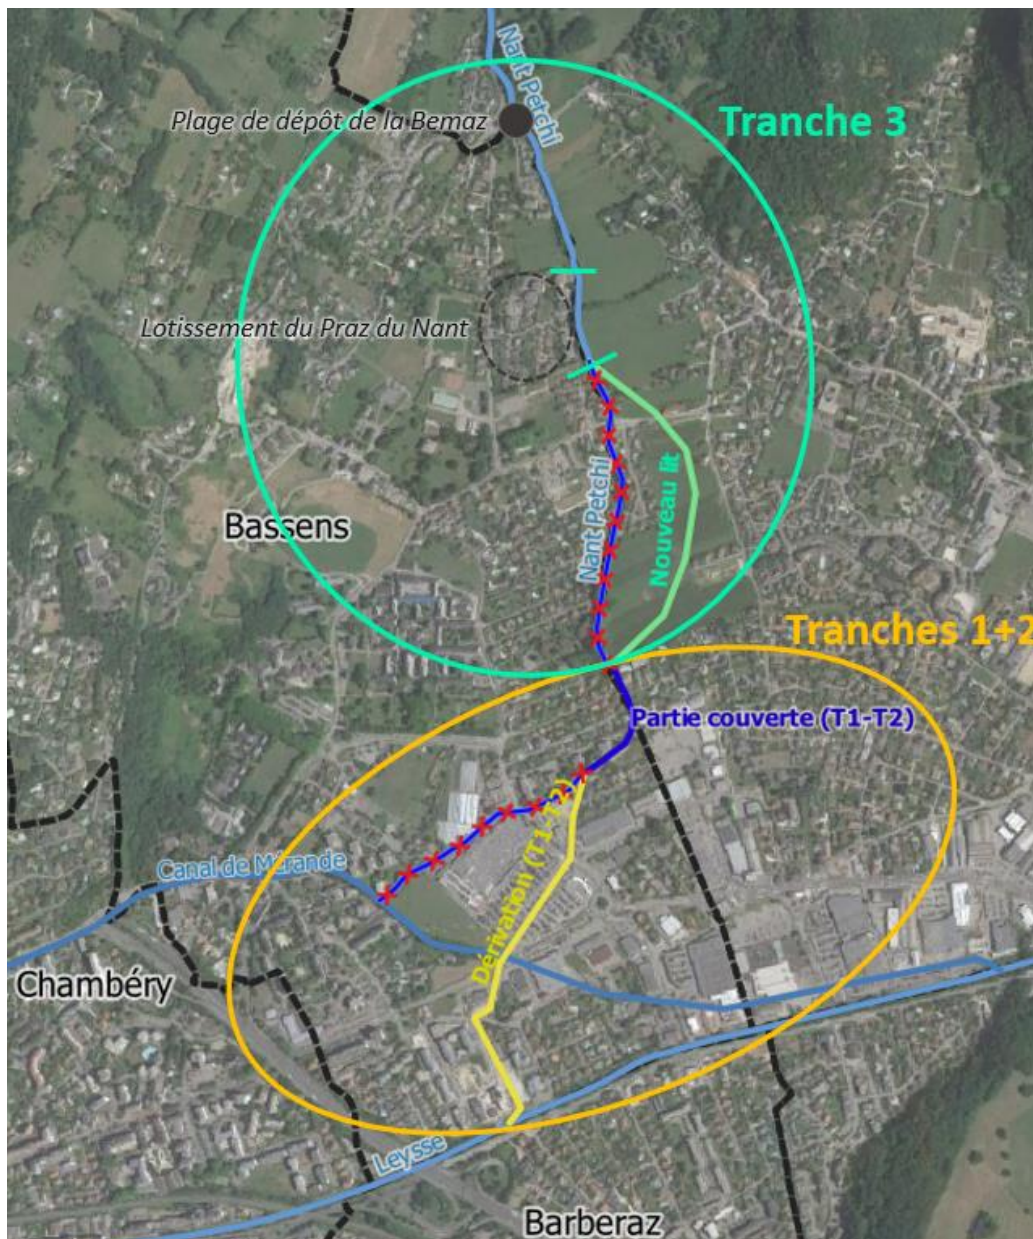 Nant Petchi
Plage de dépôt de la Bemaz
Tranche 3
Lotissement du Praz du Nant
Nant Petchi
Nouveau lit
Bassens
Tranches 1+2
Partie couverte (T1-T2)
Dérivation (T1-T2)
Canal de Mérande
Chambéry
Leysse
Barberaz